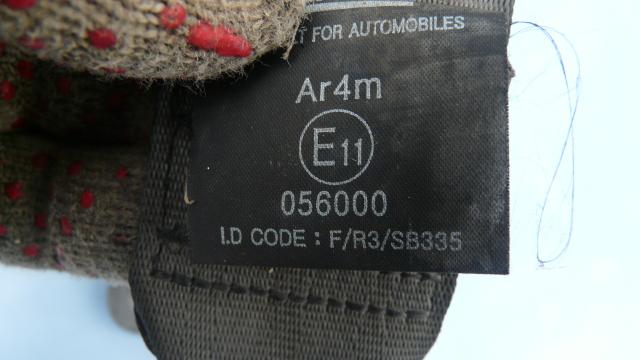 FOR AUTOMOBILES
Ar4m
E11
056000
I.D CODE : F/R3/SB335